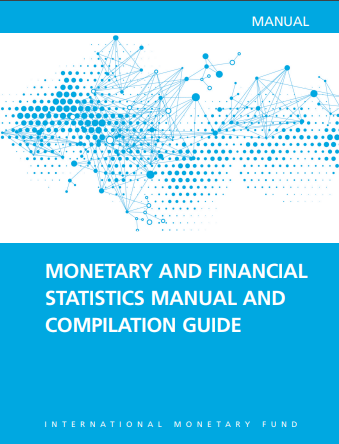 MANUAL
MONETARY AND FINANCIAL
STATISTICS MANUAL AND
COMPILATION GUIDE
INTERNATIONAL MONETARY FUND